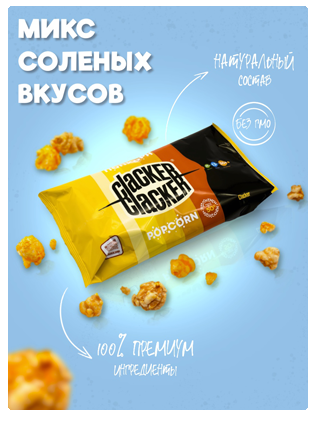 МИКС
СОЛЕНЫХ
ВКУСОВ
НАТУРАЛЬНЫЙ
СОСТАВ
БЕЗ ГМО
CLACKER
CLACKER
POPCORN
100% ПРЕМИУМ
ИНГРЕДИЕНТЫ